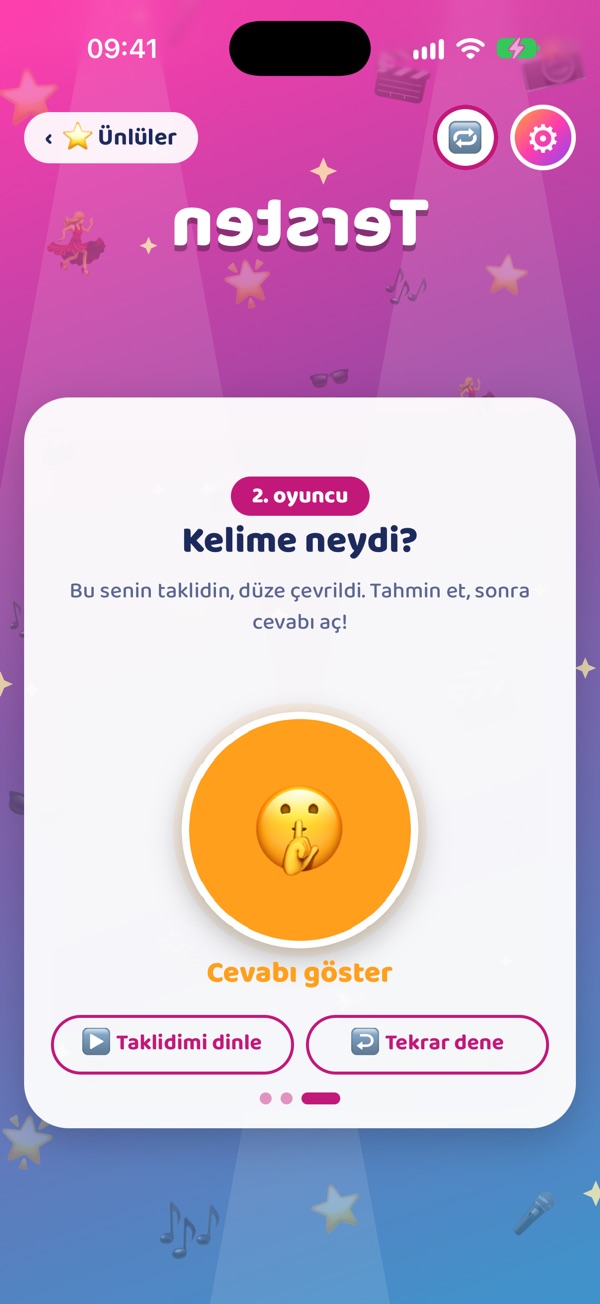 09:41
‹ ⭐ Ünlüler
Tersten
2. oyuncu
Kelime neydi?
Bu senin taklidin, düze çevrildi. Tahmin et, sonra
cevabı aç!
Cevabı göster
Taklidimi dinle
Tekrar dene